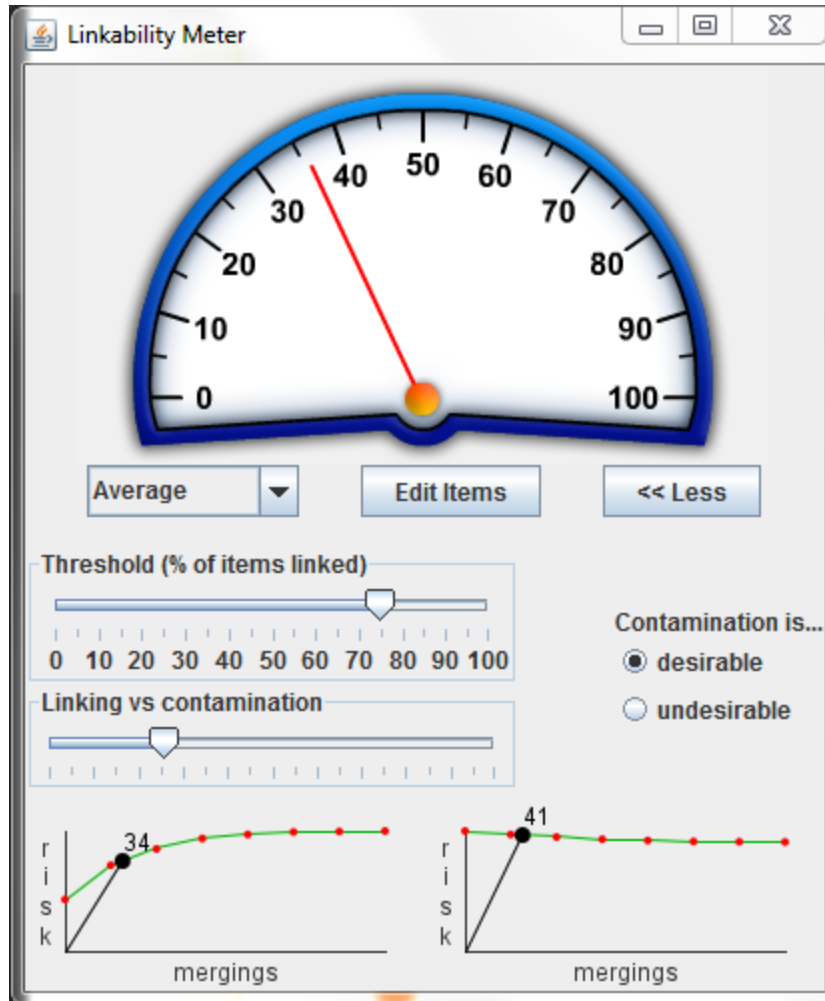 Linkability Meter
0
10
20
30
40
50
60
70
80
90
100
Average
Edit Items
<< Less
Threshold (% of items linked)
0 10 20 30 40 50 60 70 80 90 100
Contamination is...
desirable
undesirable
Linking vs contamination
34
risk
mergings
41
risk
mergings